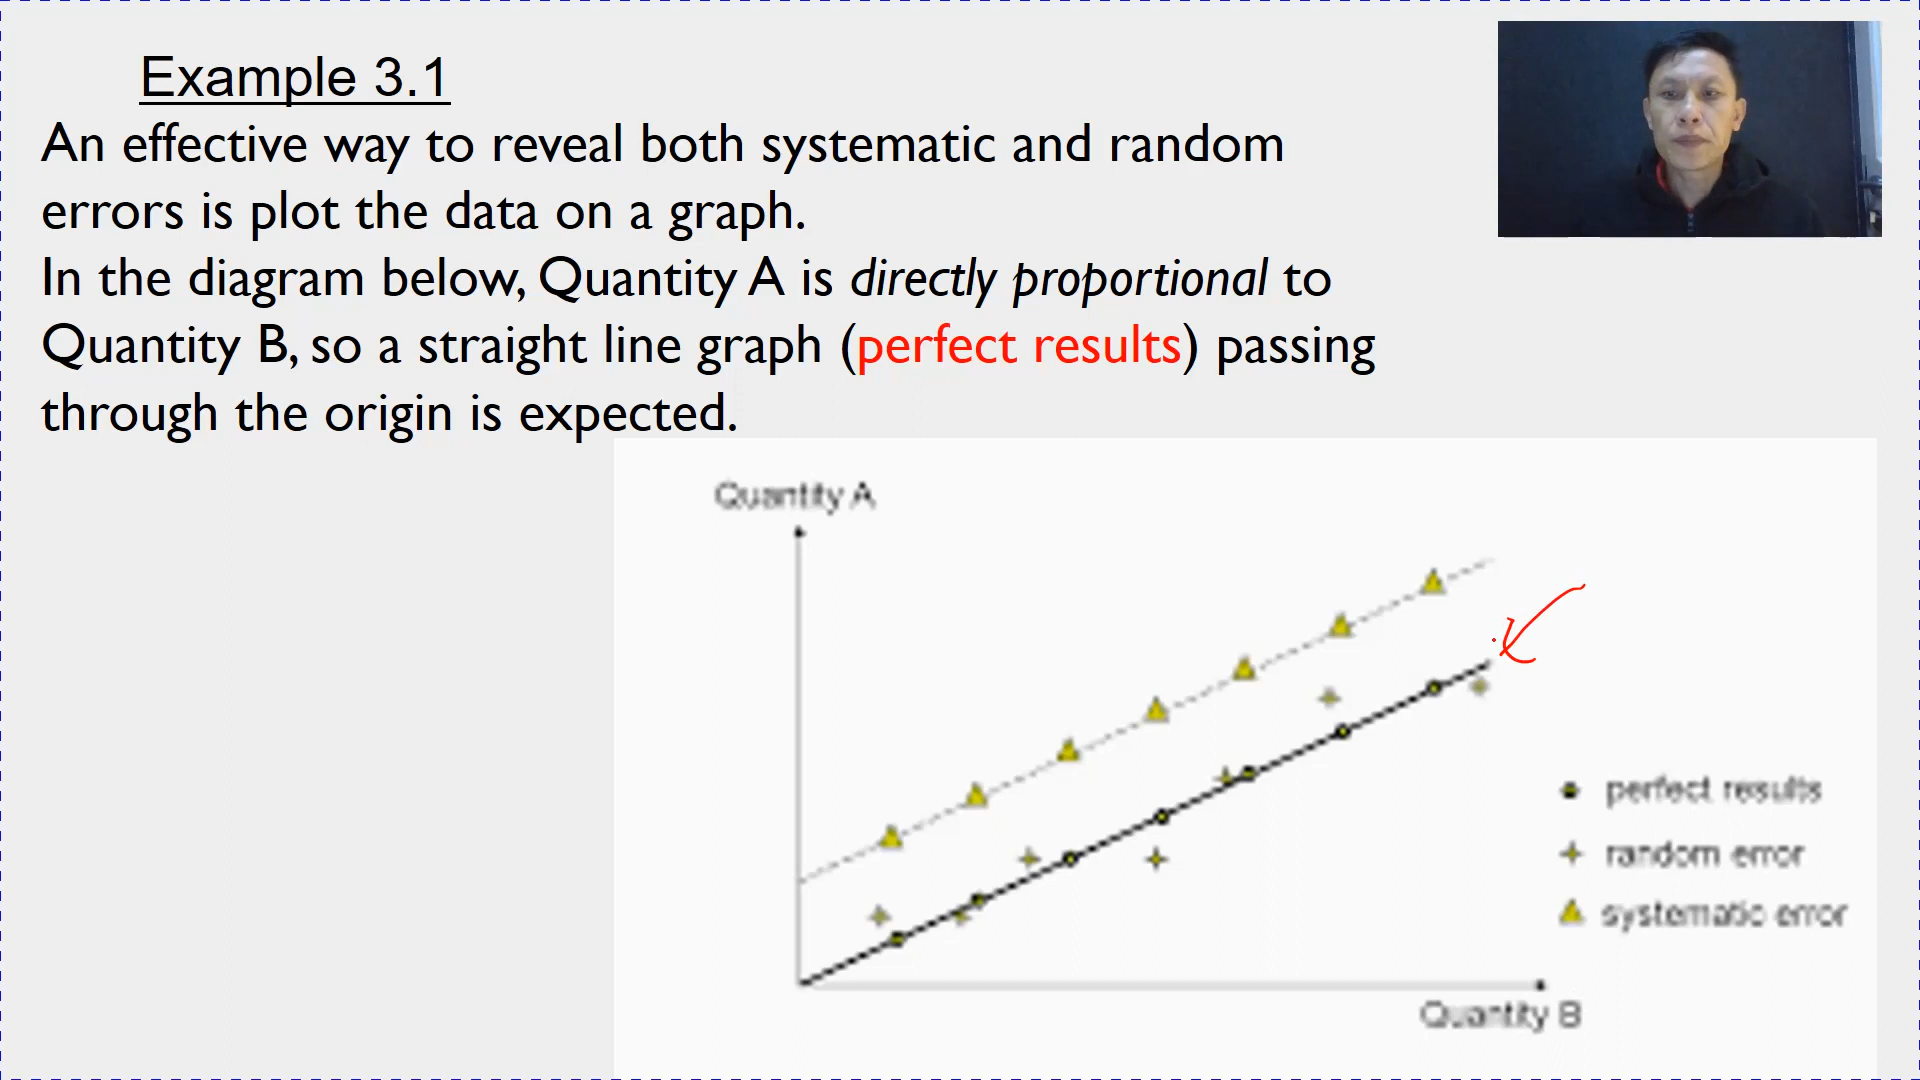 Example 3.1
An effective way to reveal both systematic and random
errors is plot the data on a graph.
In the diagram below, Quantity A is directly proportional to
Quantity B, so a straight line graph (perfect results) passing
through the origin is expected.
Quantity A
perfect results
random error
systematic error
Quantity B